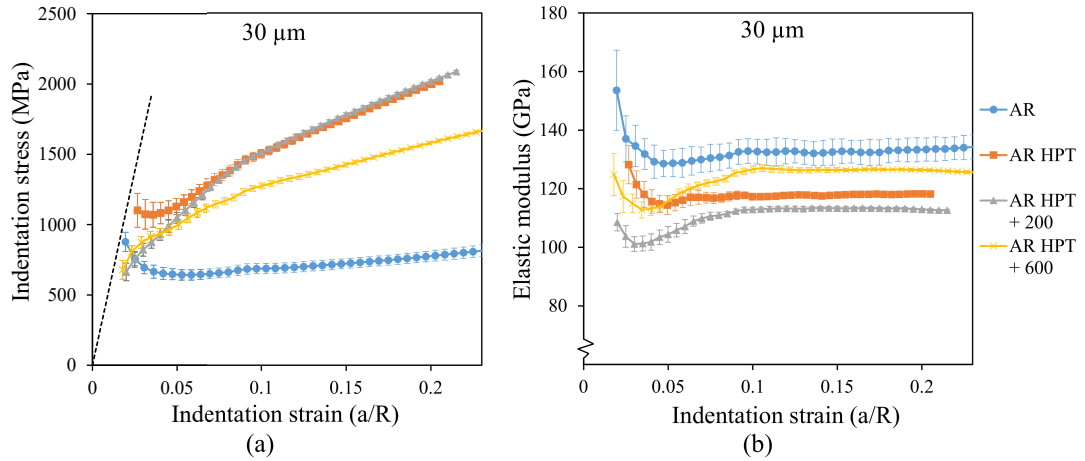 30 µm
Indentation stress (MPa)
2500
2000
1500
1000
500
0
0
0.05
0.1
0.15
0.2
Indentation strain (a/R)
(a)
30 µm
Elastic modulus (GPa)
180
160
140
120
100
80
0
0.05
0.1
0.15
0.2
Indentation strain (a/R)
(b)
AR
AR HPT
AR HPT
+ 200
AR HPT
+ 600